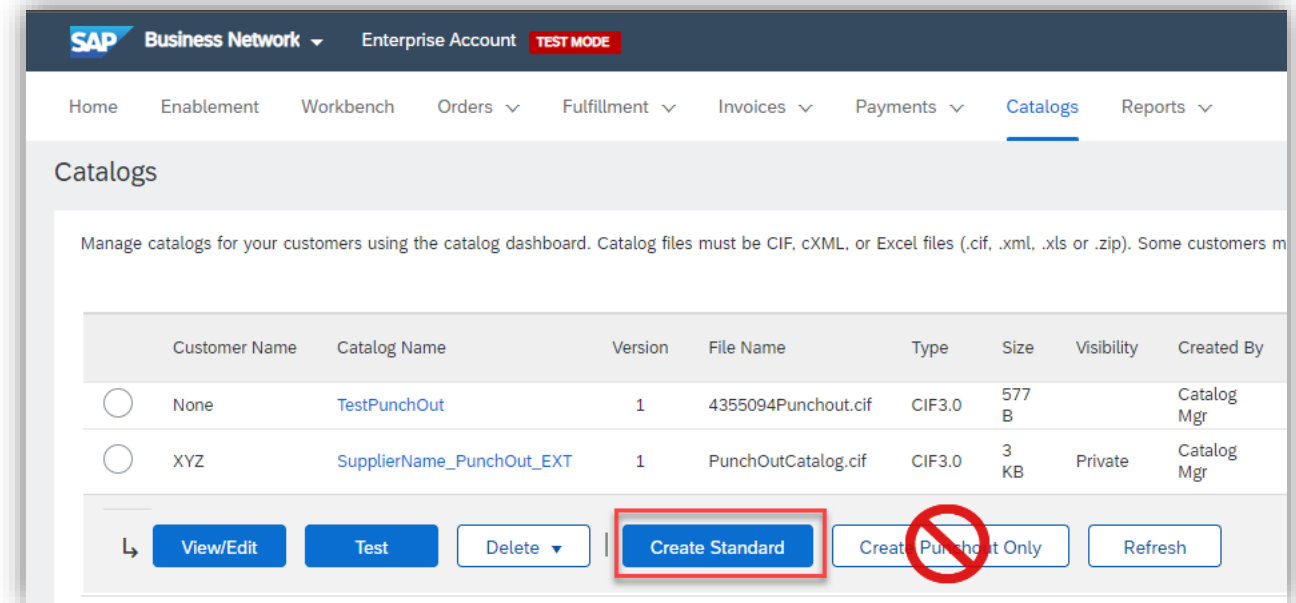 SAP Business Network Enterprise Account TEST MODE
Home Enablement Workbench Orders Fulfillment Invoices Payments Catalogs Reports
Catalogs
Manage catalogs for your customers using the catalog dashboard. Catalog files must be CIF, cXML, or Excel files (.cif, .xml, .xls or .zip). Some customers m
Customer Name Catalog Name Version File Name Type Size Visibility Created By
None TestPunchOut 1 4355094Punchout.cif CIF3.0 577 B Catalog Mgr
XYZ SupplierName_PunchOut_EXT 1 PunchOutCatalog.cif CIF3.0 3 KB Private Catalog Mgr
View/Edit Test Delete Create Standard Create Punchout Only Refresh